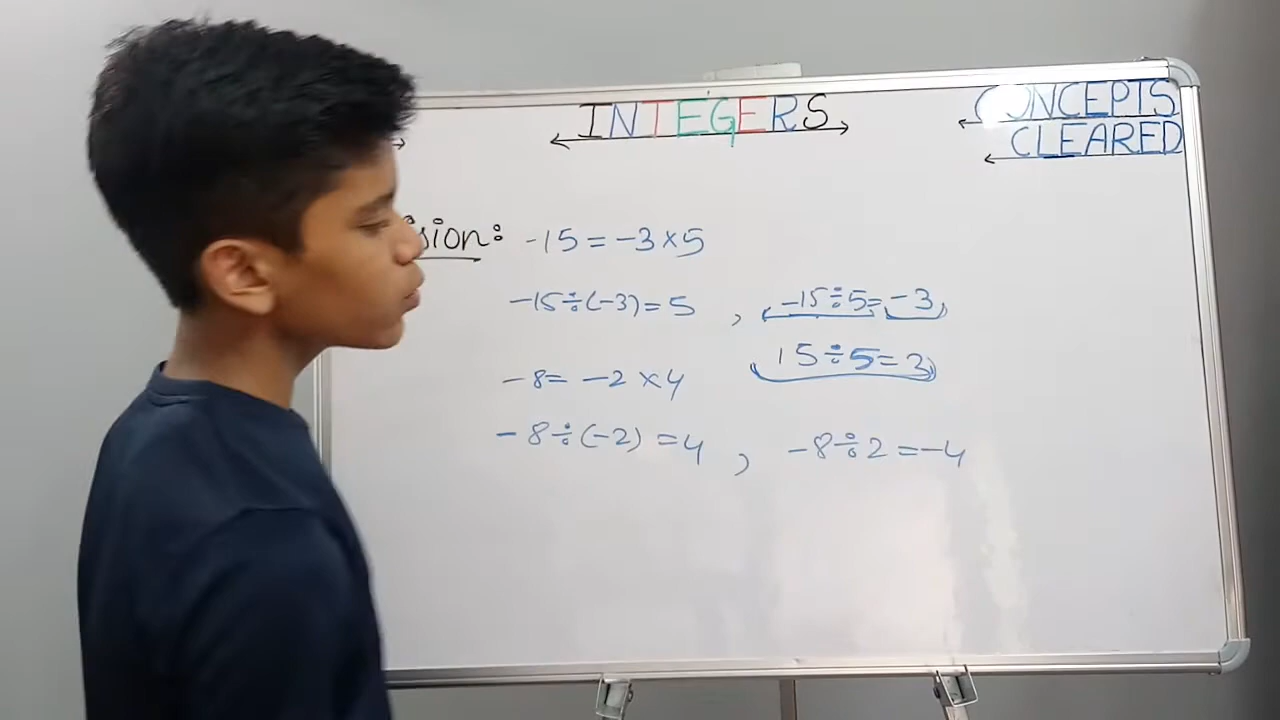 INTEGERS
CONCEPTS
CLEARED
-15 = -3 × 5
-15 ÷ (-3) = 5 , -15 ÷ 5 = -3
15 ÷ 5 = 3
-8 = -2 × 4
-8 ÷ (-2) = 4 , -8 ÷ 2 = -4